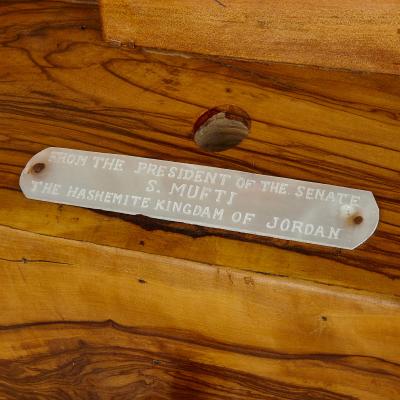 FROM THE PRESIDENT OF THE SENATE
S. MUFTI
THE HASHEMITE KINGDAM OF JORDAN